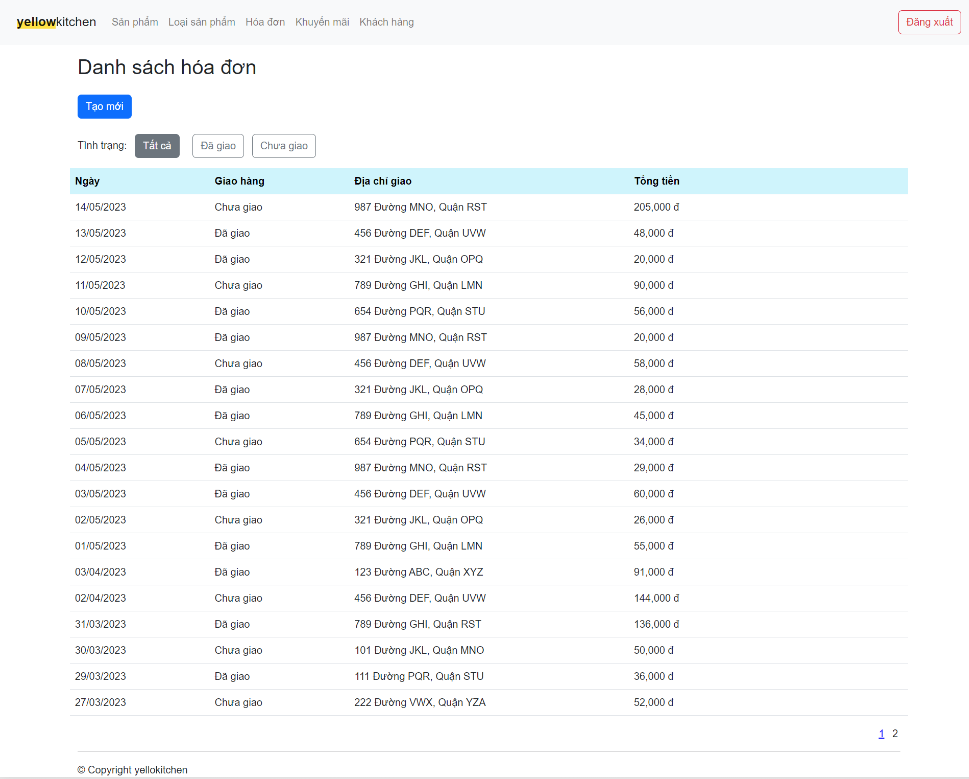 yellowkitchen Sản phẩm Loại sản phẩm Hóa đơn Khuyến mãi Khách hàng Đăng xuất
Danh sách hóa đơn
Tạo mới
Tình trạng: Tất cả Đã giao Chưa giao
Ngày Giao hàng Địa chỉ giao Tổng tiền
14/05/2023 Chưa giao 987 Đường MNO, Quận RST 205,000 đ
13/05/2023 Đã giao 456 Đường DEF, Quận UVW 48,000 đ
12/05/2023 Đã giao 321 Đường JKL, Quận OPQ 20,000 đ
11/05/2023 Chưa giao 789 Đường GHI, Quận LMN 90,000 đ
10/05/2023 Đã giao 654 Đường PQR, Quận STU 56,000 đ
09/05/2023 Đã giao 987 Đường MNO, Quận RST 20,000 đ
08/05/2023 Chưa giao 456 Đường DEF, Quận UVW 58,000 đ
07/05/2023 Đã giao 321 Đường JKL, Quận OPQ 28,000 đ
06/05/2023 Đã giao 789 Đường GHI, Quận LMN 45,000 đ
05/05/2023 Chưa giao 654 Đường PQR, Quận STU 34,000 đ
04/05/2023 Đã giao 987 Đường MNO, Quận RST 29,000 đ
03/05/2023 Đã giao 456 Đường DEF, Quận UVW 60,000 đ
02/05/2023 Chưa giao 321 Đường JKL, Quận OPQ 26,000 đ
01/05/2023 Đã giao 789 Đường GHI, Quận LMN 55,000 đ
03/04/2023 Đã giao 123 Đường ABC, Quận XYZ 91,000 đ
02/04/2023 Chưa giao 456 Đường DEF, Quận UVW 144,000 đ
31/03/2023 Đã giao 789 Đường GHI, Quận RST 136,000 đ
30/03/2023 Chưa giao 101 Đường JKL, Quận MNO 50,000 đ
29/03/2023 Đã giao 111 Đường PQR, Quận STU 36,000 đ
27/03/2023 Chưa giao 222 Đường VWX, Quận YZA 52,000 đ
1 2
© Copyright yellokitchen